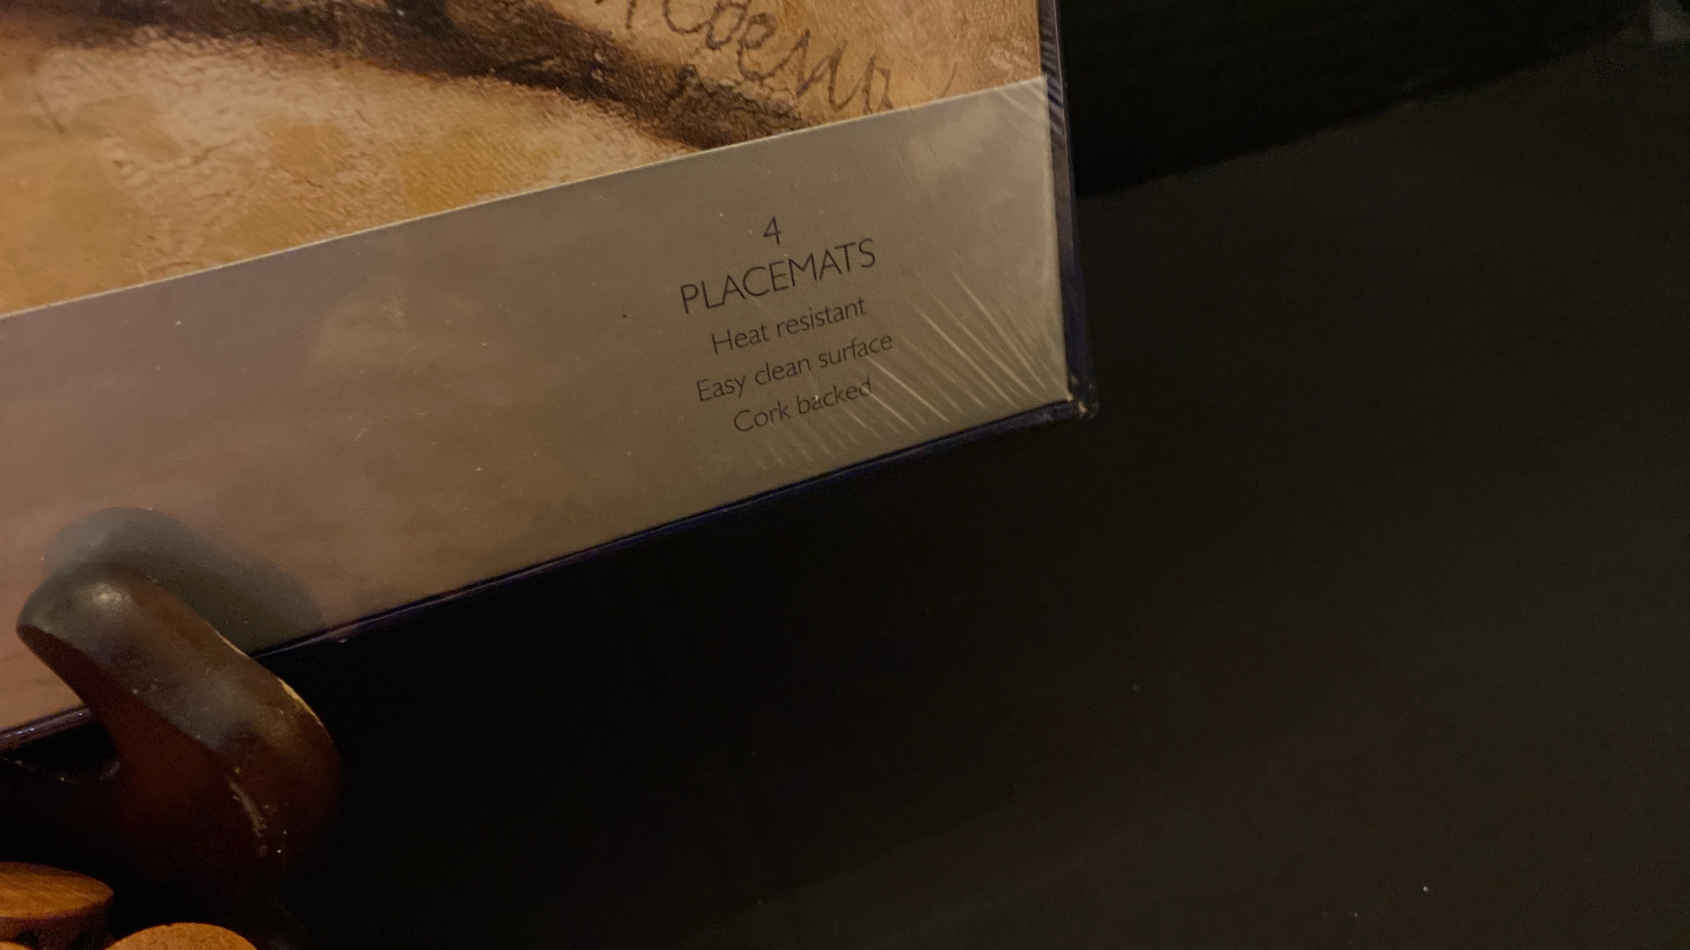 4
PLACEMATS
Heat resistant
Easy clean surface
Cork backed